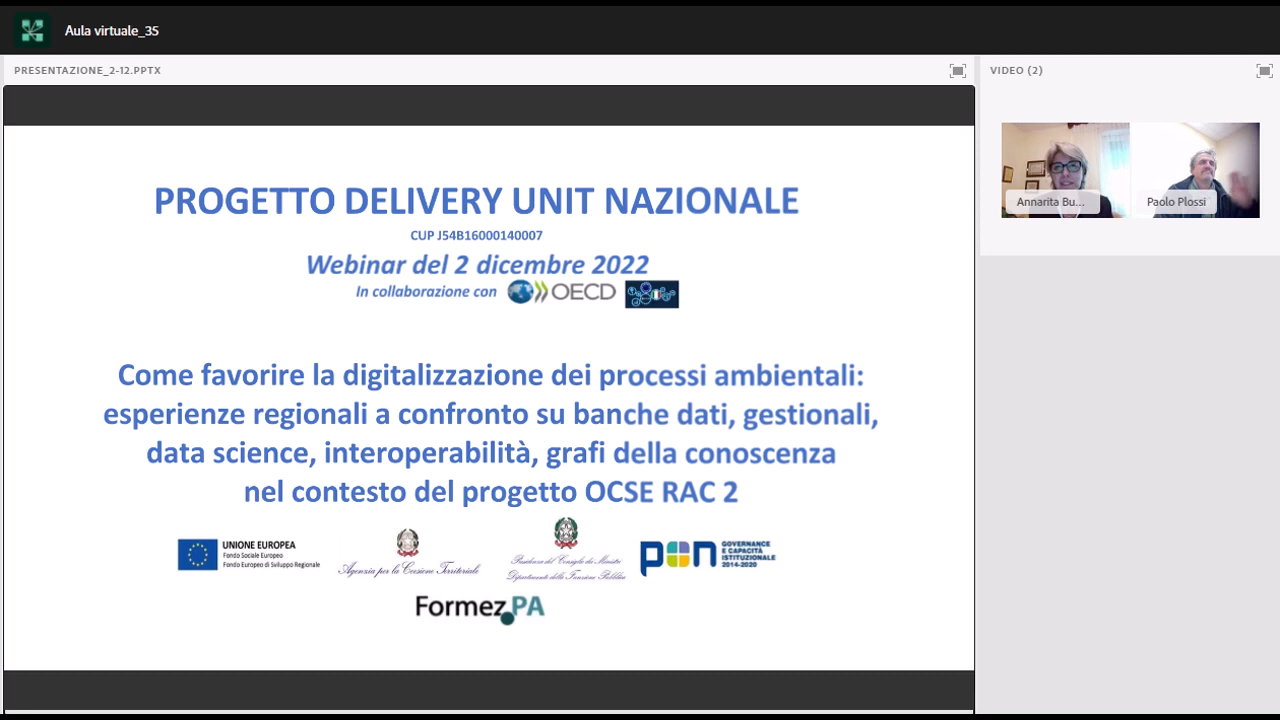 Aula virtuale_35
PRESENTAZIONE_2-12.PPTX
VIDEO (2)
Annarita Bu...
Paolo Plossi
PROGETTO DELIVERY UNIT NAZIONALE
CUP J54B16000140007
Webinar del 2 dicembre 2022
In collaborazione con OECD
Come favorire la digitalizzazione dei processi ambientali:
esperienze regionali a confronto su banche dati, gestionali,
data science, interoperabilità, grafi della conoscenza
nel contesto del progetto OCSE RAC 2
UNIONE EUROPEA
Fondo Sociale Europeo
Fondo Europeo di Sviluppo Regionale
Agenzia per la Coesione Territoriale
Presidenza del Consiglio dei Ministri
Dipartimento della Funzione Pubblica
pon
GOVERNANCE
E CAPACITÀ
ISTITUZIONALE
2014-2020
Formez PA